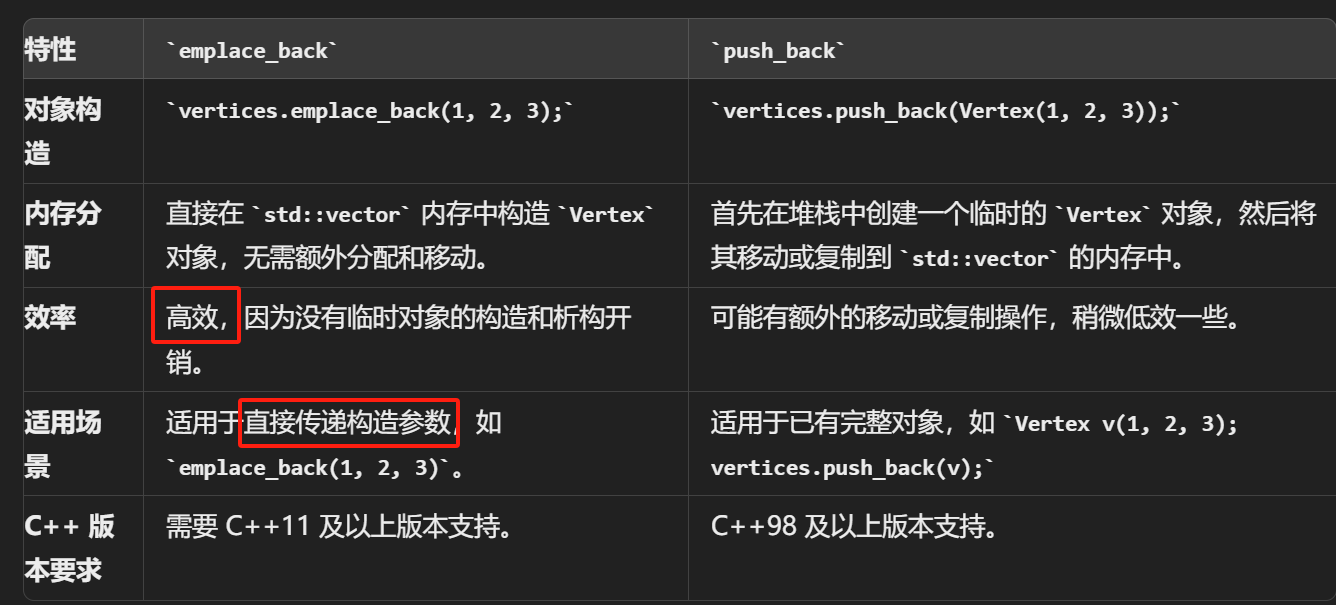 特性 `emplace_back` `push_back`
对象构 `vertices.emplace_back(1, 2, 3);` `vertices.push_back(Vertex(1, 2, 3));`
造
内存分 直接在 `std::vector` 内存中构造 `Vertex` 首先在堆栈中创建一个临时的 `Vertex` 对象，然后将
配 对象，无需额外分配和移动。 其移动或复制到 `std::vector` 的内存中。
效率 高效，因为没有临时对象的构造和析构开 可能有额外的移动或复制操作，稍微低效一些。
销。
适用场 适用于直接传递构造参数，如 适用于已有完整对象，如 `Vertex v(1, 2, 3);
景 `emplace_back(1, 2, 3)`。 vertices.push_back(v);`
C++ 版 需要 C++11 及以上版本支持。 C++98 及以上版本支持。
本要求